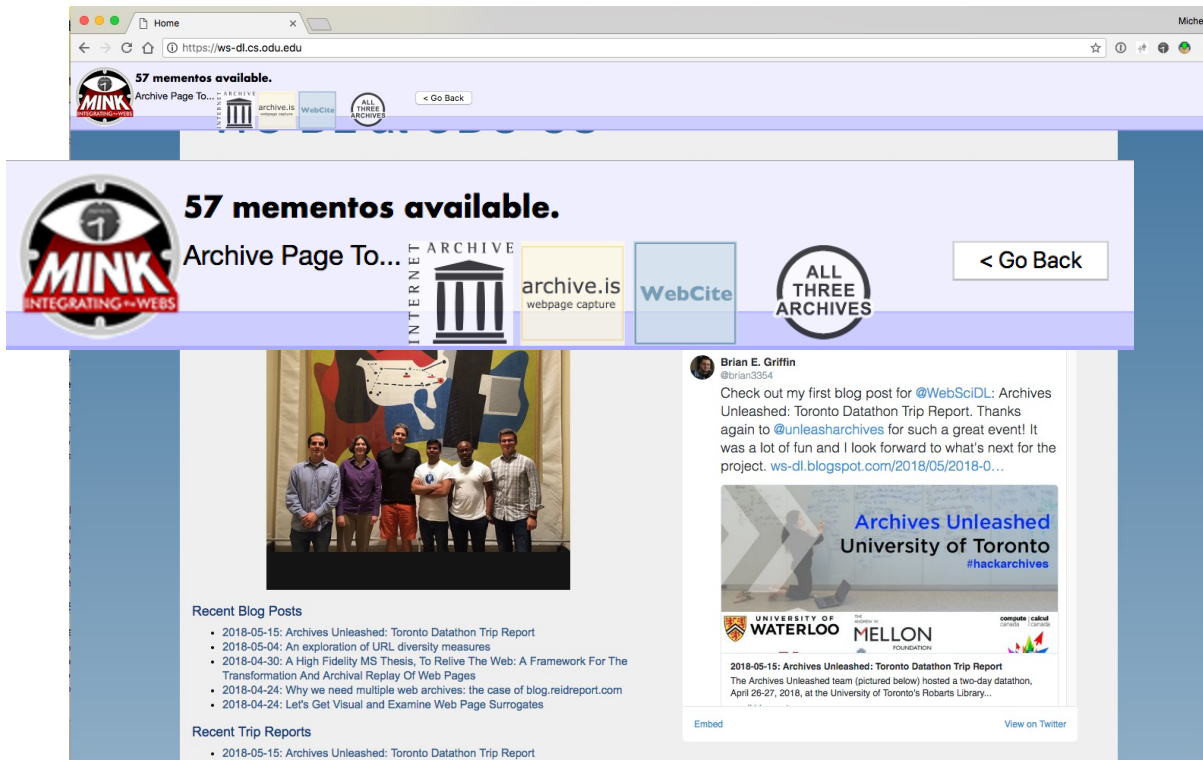 Home
Miche
https://ws-dl.cs.odu.edu
57 mementos available.
Archive Page To...
INTERNET ARCHIVE
archive.is
webpage capture
WebCite
ALL
THREE
ARCHIVES
< Go Back
MINK
INTEGRATING the WEBS
57 mementos available.
Archive Page To...
INTERNET ARCHIVE
archive.is
webpage capture
WebCite
ALL
THREE
ARCHIVES
< Go Back
MINK
INTEGRATING the WEBS
Brian E. Griffin
@brian3354
Check out my first blog post for @WebSciDL: Archives
Unleashed: Toronto Datathon Trip Report. Thanks
again to @unleasharchives for such a great event! It
was a lot of fun and I look forward to what's next for the
project. ws-dl.blogspot.com/2018/05/2018-0…
Archives Unleashed
University of Toronto
#hackarchives
UNIVERSITY OF
WATERLOO
THE
ANDREW W.
MELLON
FOUNDATION
compute | calcul
canada | canada
2018-05-15: Archives Unleashed: Toronto Datathon Trip Report
The Archives Unleashed team (pictured below) hosted a two-day datathon,
April 26-27, 2018, at the University of Toronto's Robarts Library...
Embed
View on Twitter
Recent Blog Posts
2018-05-15: Archives Unleashed: Toronto Datathon Trip Report
2018-05-04: An exploration of URL diversity measures
2018-04-30: A High Fidelity MS Thesis, To Relive The Web: A Framework For The
Transformation And Archival Replay Of Web Pages
2018-04-24: Why we need multiple web archives: the case of blog.reidreport.com
2018-04-24: Let's Get Visual and Examine Web Page Surrogates
Recent Trip Reports
2018-05-15: Archives Unleashed: Toronto Datathon Trip Report